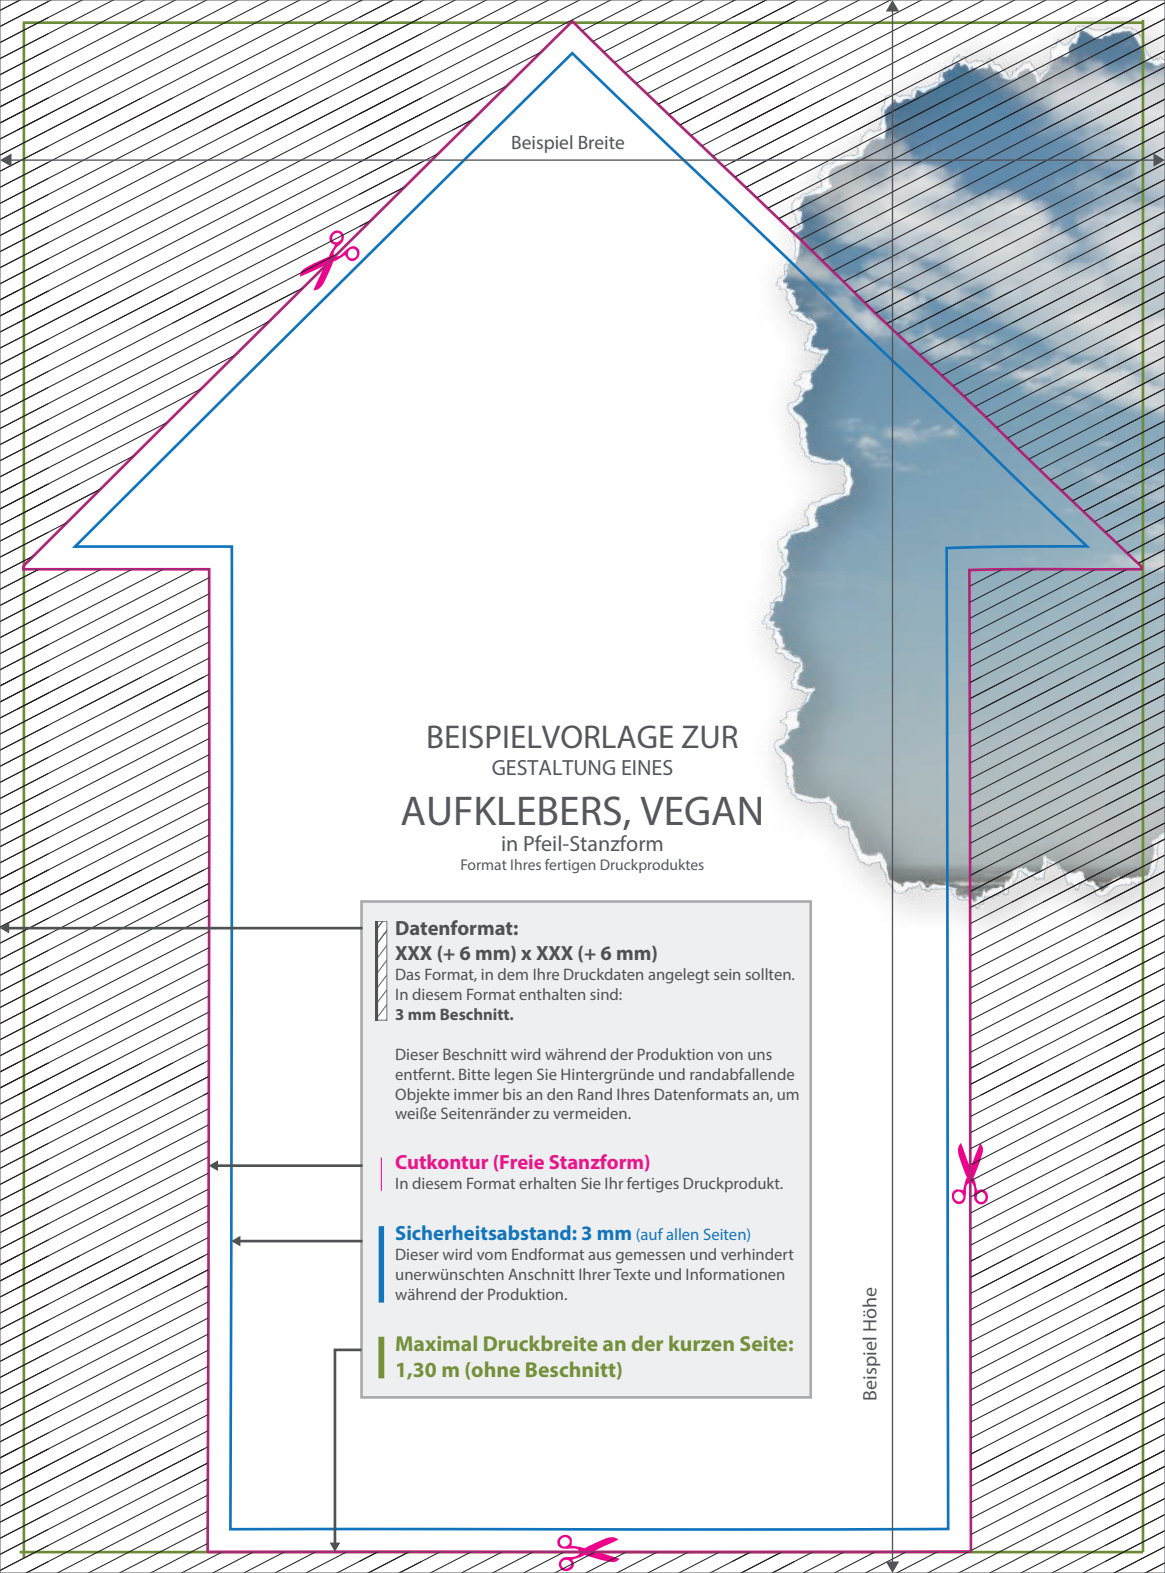 Beispiel Breite
BEISPIELVORLAGE ZUR
GESTALTUNG EINES
AUFKLEBERS, VEGAN
in Pfeil-Stanzform
Format Ihres fertigen Druckproduktes
Datenformat:
XXX (+ 6 mm) x XXX (+ 6 mm)
Das Format, in dem Ihre Druckdaten angelegt sein sollten.
In diesem Format enthalten sind:
3 mm Beschnitt.
Dieser Beschnitt wird während der Produktion von uns
entfernt. Bitte legen Sie Hintergründe und randabfallende
Objekte immer bis an den Rand Ihres Datenformats an, um
weiße Seitenränder zu vermeiden.
Cutkontur (Freie Stanzform)
In diesem Format erhalten Sie Ihr fertiges Druckprodukt.
Sicherheitsabstand: 3 mm (auf allen Seiten)
Dieser wird vom Endformat aus gemessen und verhindert
unerwünschten Anschnitt Ihrer Texte und Informationen
während der Produktion.
Maximal Druckbreite an der kurzen Seite:
1,30 m (ohne Beschnitt)
Beispiel Höhe